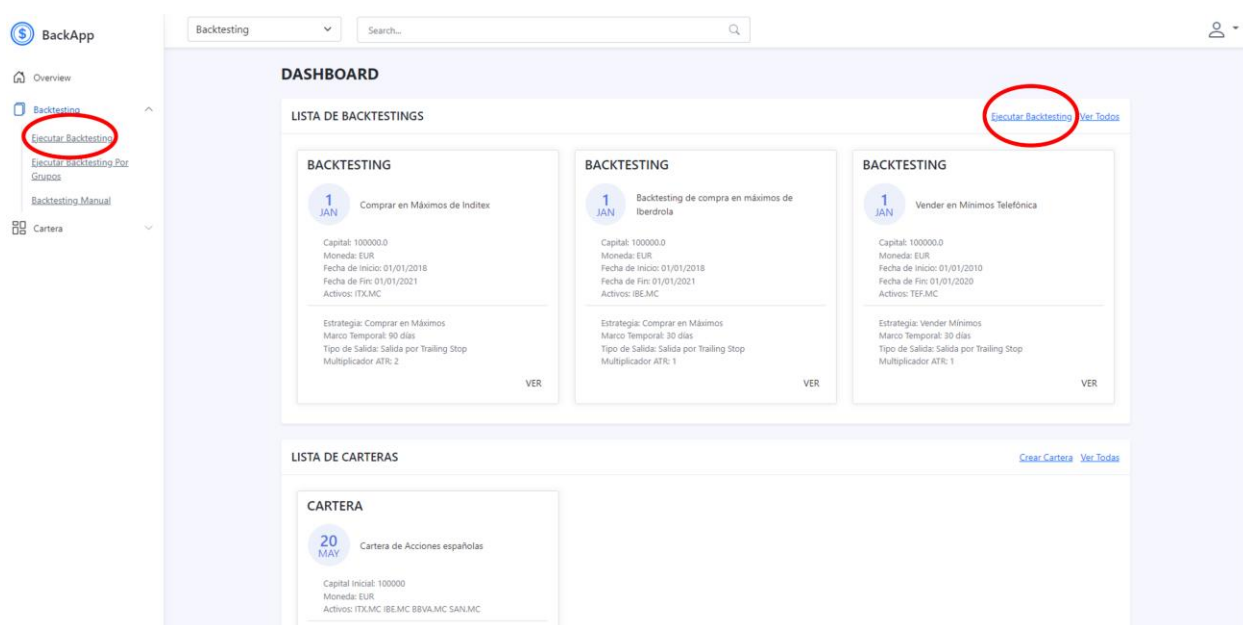 BackApp
Backtesting
Search...
Overview
Backtesting
Ejecutar Backtesting
Ejecutar Backtesting Por
Grupos
Backtesting Manual
Cartera
DASHBOARD
LISTA DE BACKTESTINGS
Ejecutar Backtesting Ver Todos
BACKTESTING
1
JAN
Comprar en Máximos de Inditex
Capital: 100000.0
Moneda: EUR
Fecha de Inicio: 01/01/2018
Fecha de Fin: 01/01/2021
Activos: ITX.MC
Estrategia: Comprar en Máximos
Marco Temporal: 90 días
Tipo de Salida: Salida por Trailing Stop
Multiplicador ATR: 2
VER
BACKTESTING
1
JAN
Backtesting de compra en máximos de
Iberdrola
Capital: 100000.0
Moneda: EUR
Fecha de Inicio: 01/01/2018
Fecha de Fin: 01/01/2021
Activos: IBE.MC
Estrategia: Comprar en Máximos
Marco Temporal: 30 días
Tipo de Salida: Salida por Trailing Stop
Multiplicador ATR: 1
VER
BACKTESTING
1
JAN
Vender en Mínimos Telefónica
Capital: 100000.0
Moneda: EUR
Fecha de Inicio: 01/01/2010
Fecha de Fin: 01/01/2020
Activos: TEF.MC
Estrategia: Vender Mínimos
Marco Temporal: 30 días
Tipo de Salida: Salida por Trailing Stop
Multiplicador ATR: 1
VER
LISTA DE CARTERAS
Crear Cartera Ver Todas
CARTERA
20
MAY
Cartera de Acciones españolas
Capital Inicial: 100000
Moneda: EUR
Activos: ITX.MC IBE.MC BBVA.MC SAN.MC